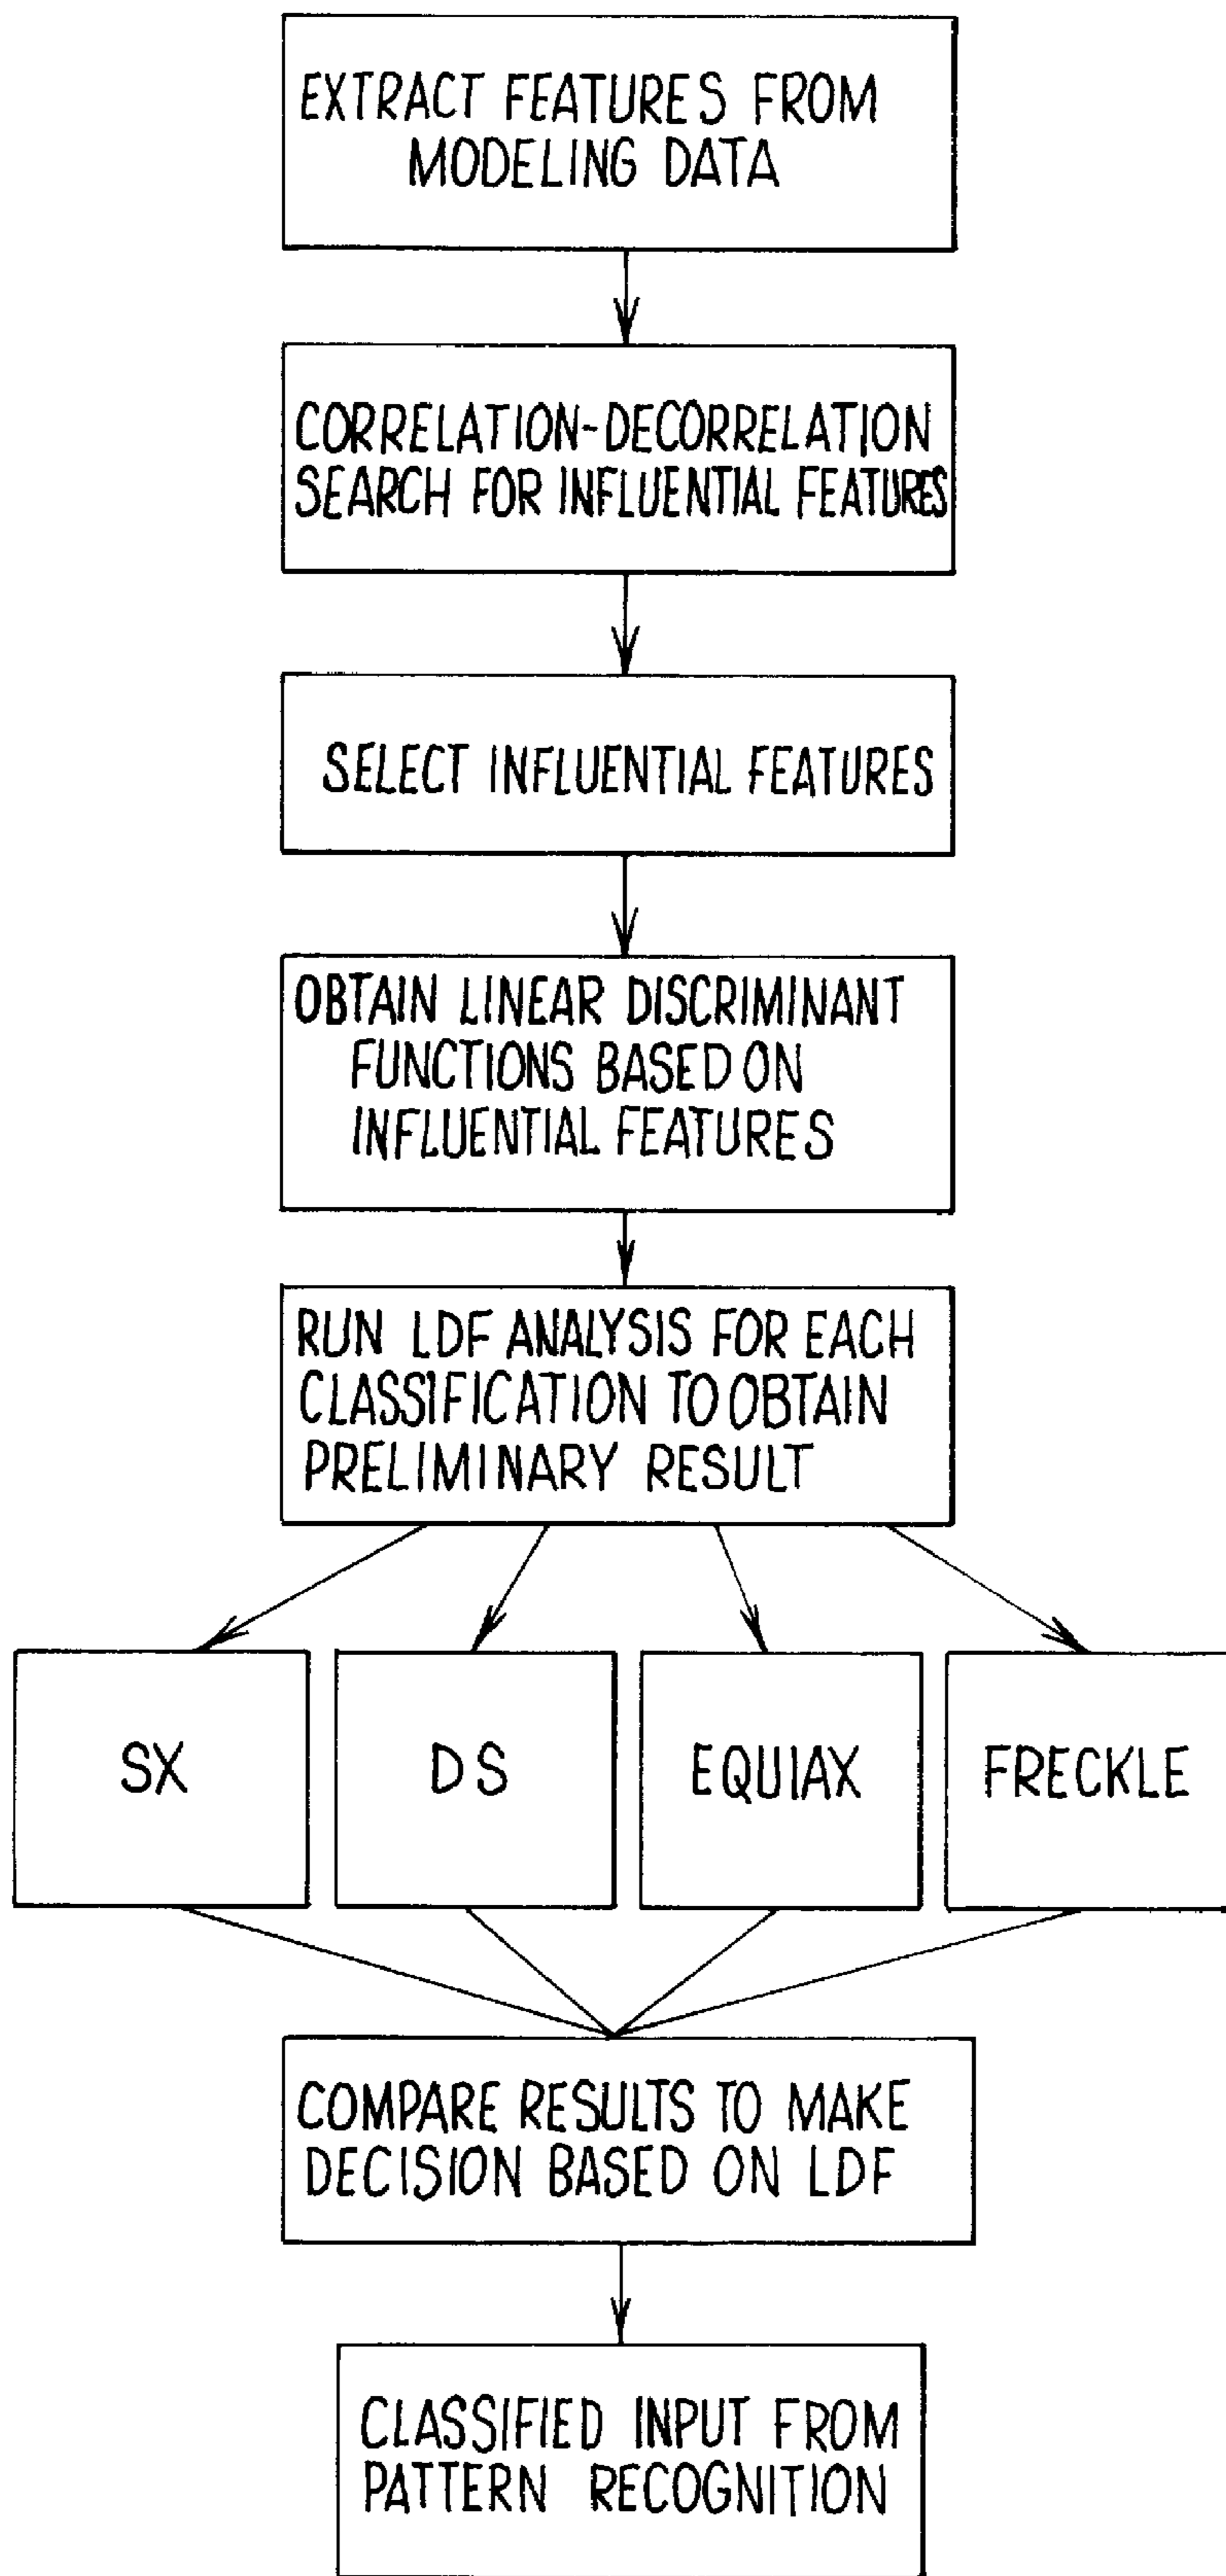 EXTRACT FEATURES FROM
MODELING DATA
CORRELATION-DECORRELATION
SEARCH FOR INFLUENTIAL FEATURES
SELECT INFLUENTIAL FEATURES
OBTAIN LINEAR DISCRIMINANT
FUNCTIONS BASED ON
INFLUENTIAL FEATURES
RUN LDF ANALYSIS FOR EACH
CLASSIFICATION TO OBTAIN
PRELIMINARY RESULT
SX
DS
EQUIAX
FRECKLE
COMPARE RESULTS TO MAKE
DECISION BASED ON LDF
CLASSIFIED INPUT FROM
PATTERN RECOGNITION